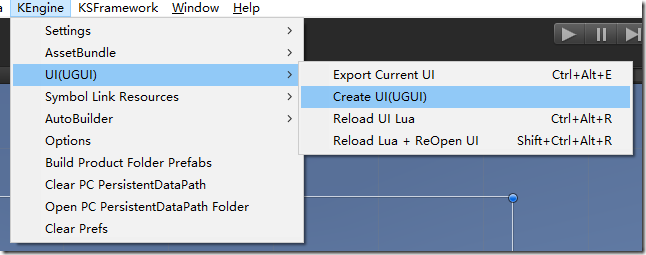 KEngine KSFramework Window Help
Settings
AssetBundle
UI(UGUI)
Symbol Link Resources
AutoBuilder
Options
Build Product Folder Prefabs
Clear PC PersistentDataPath
Open PC PersistentDataPath Folder
Clear Prefs
Export Current UI Ctrl+Alt+E
Create UI(UGUI)
Reload UI Lua Ctrl+Alt+R
Reload Lua + ReOpen UI Shift+Ctrl+Alt+R